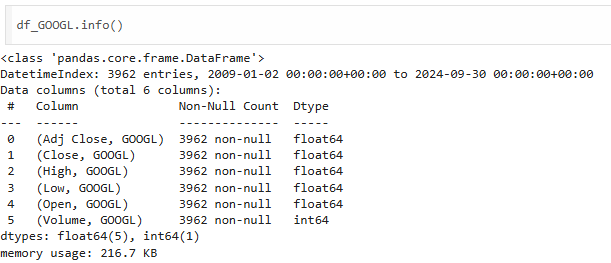 df_GOOGL.info()
<class 'pandas.core.frame.DataFrame'>
DatetimeIndex: 3962 entries, 2009-01-02 00:00:00+00:00 to 2024-09-30 00:00:00+00:00
Data columns (total 6 columns):
 #   Column              Non-Null Count  Dtype
---  ------              --------------  -----
 0   (Adj Close, GOOGL)  3962 non-null   float64
 1   (Close, GOOGL)      3962 non-null   float64
 2   (High, GOOGL)       3962 non-null   float64
 3   (Low, GOOGL)        3962 non-null   float64
 4   (Open, GOOGL)       3962 non-null   float64
 5   (Volume, GOOGL)     3962 non-null   int64
dtypes: float64(5), int64(1)
memory usage: 216.7 KB